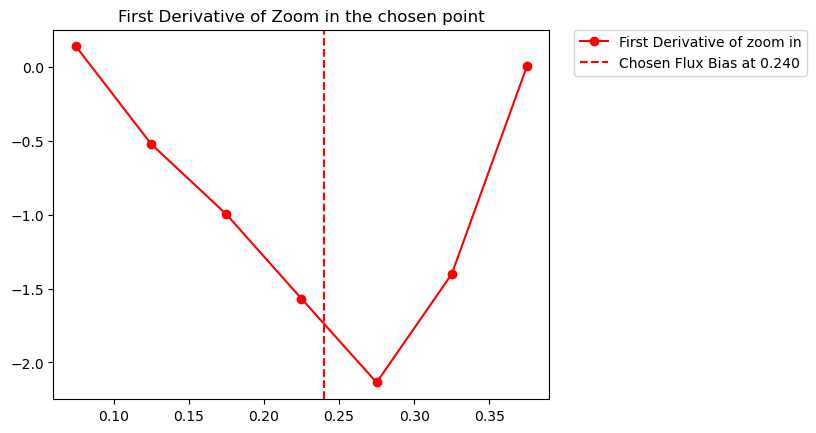 First Derivative of Zoom in the chosen point
First Derivative of zoom in
Chosen Flux Bias at 0.240
0.0
−0.5
−1.0
−1.5
−2.0
0.10 0.15 0.20 0.25 0.30 0.35